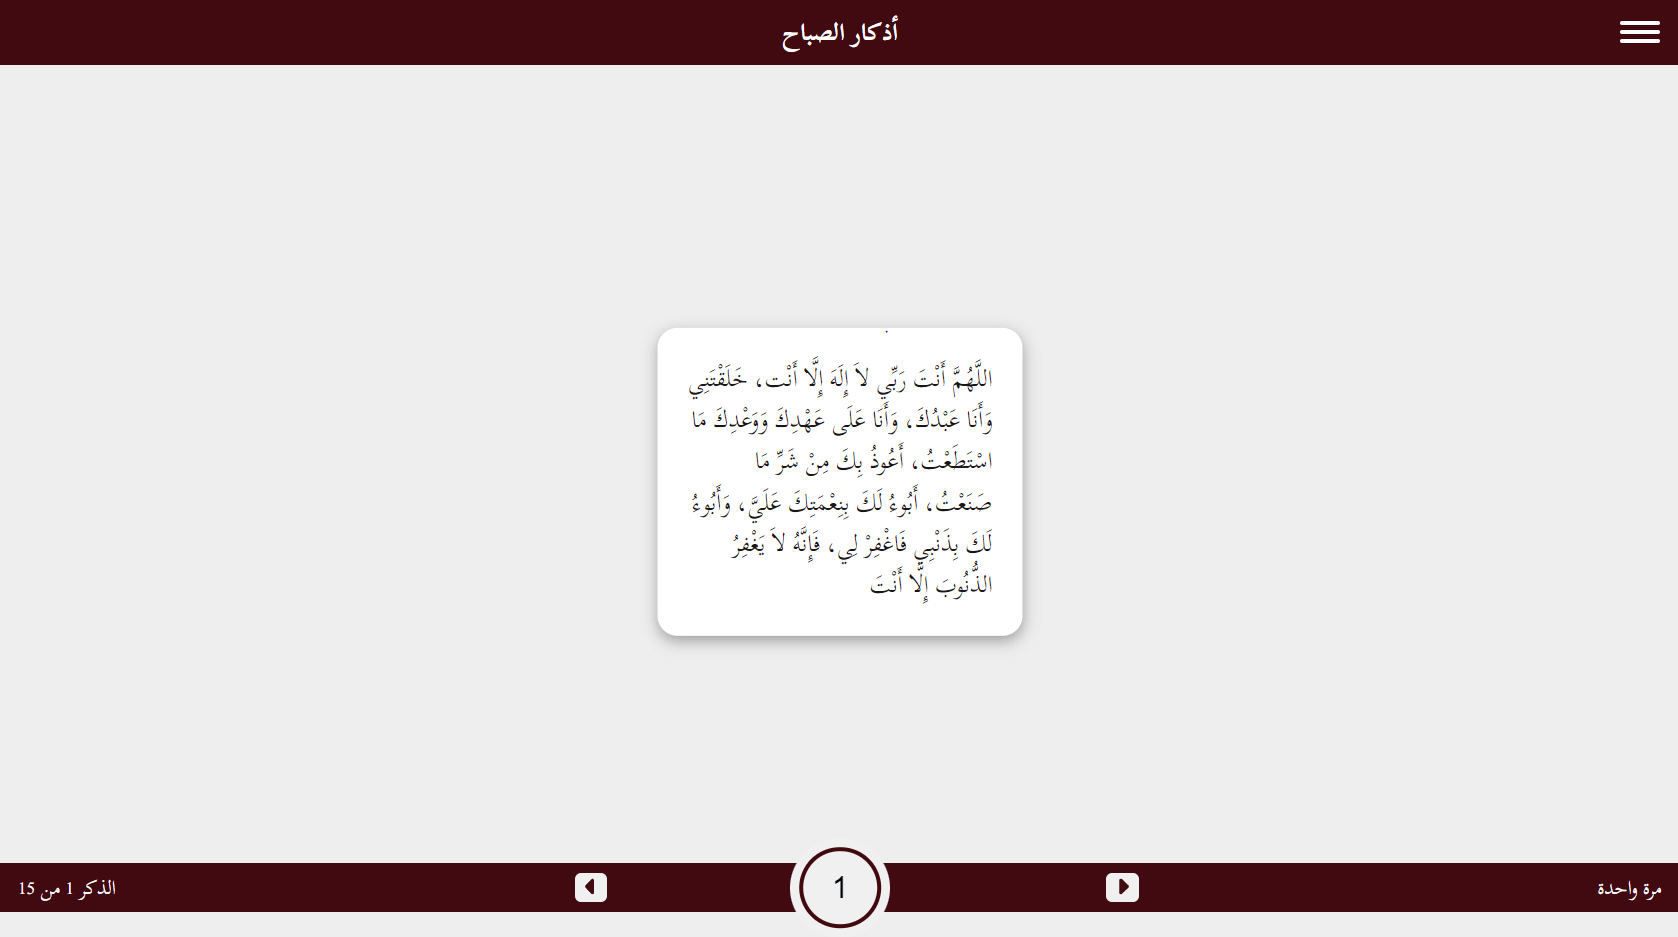 أذكار الصباح
اللَّهُمَّ أَنْتَ رَبِّي لاَ إِلَهَ إِلَّا أَنْت، خَلَقْتَنِي
وَأَنَا عَبْدُكَ، وَأَنَا عَلَى عَهْدِكَ وَوَعْدِكَ مَا
اسْتَطَعْتُ، أَعُوذُ بِكَ مِنْ شَرِّ مَا
صَنَعْتُ، أَبُوءُ لَكَ بِنِعْمَتِكَ عَلَيَّ، وَأَبُوءُ
لَكَ بِذَنْبِي فَاغْفِرْ لِي، فَإِنَّهُ لاَ يَغْفِرُ
الذُّنُوبَ إِلَّا أَنْتَ
مرة واحدة
1
الذكر 1 من 15